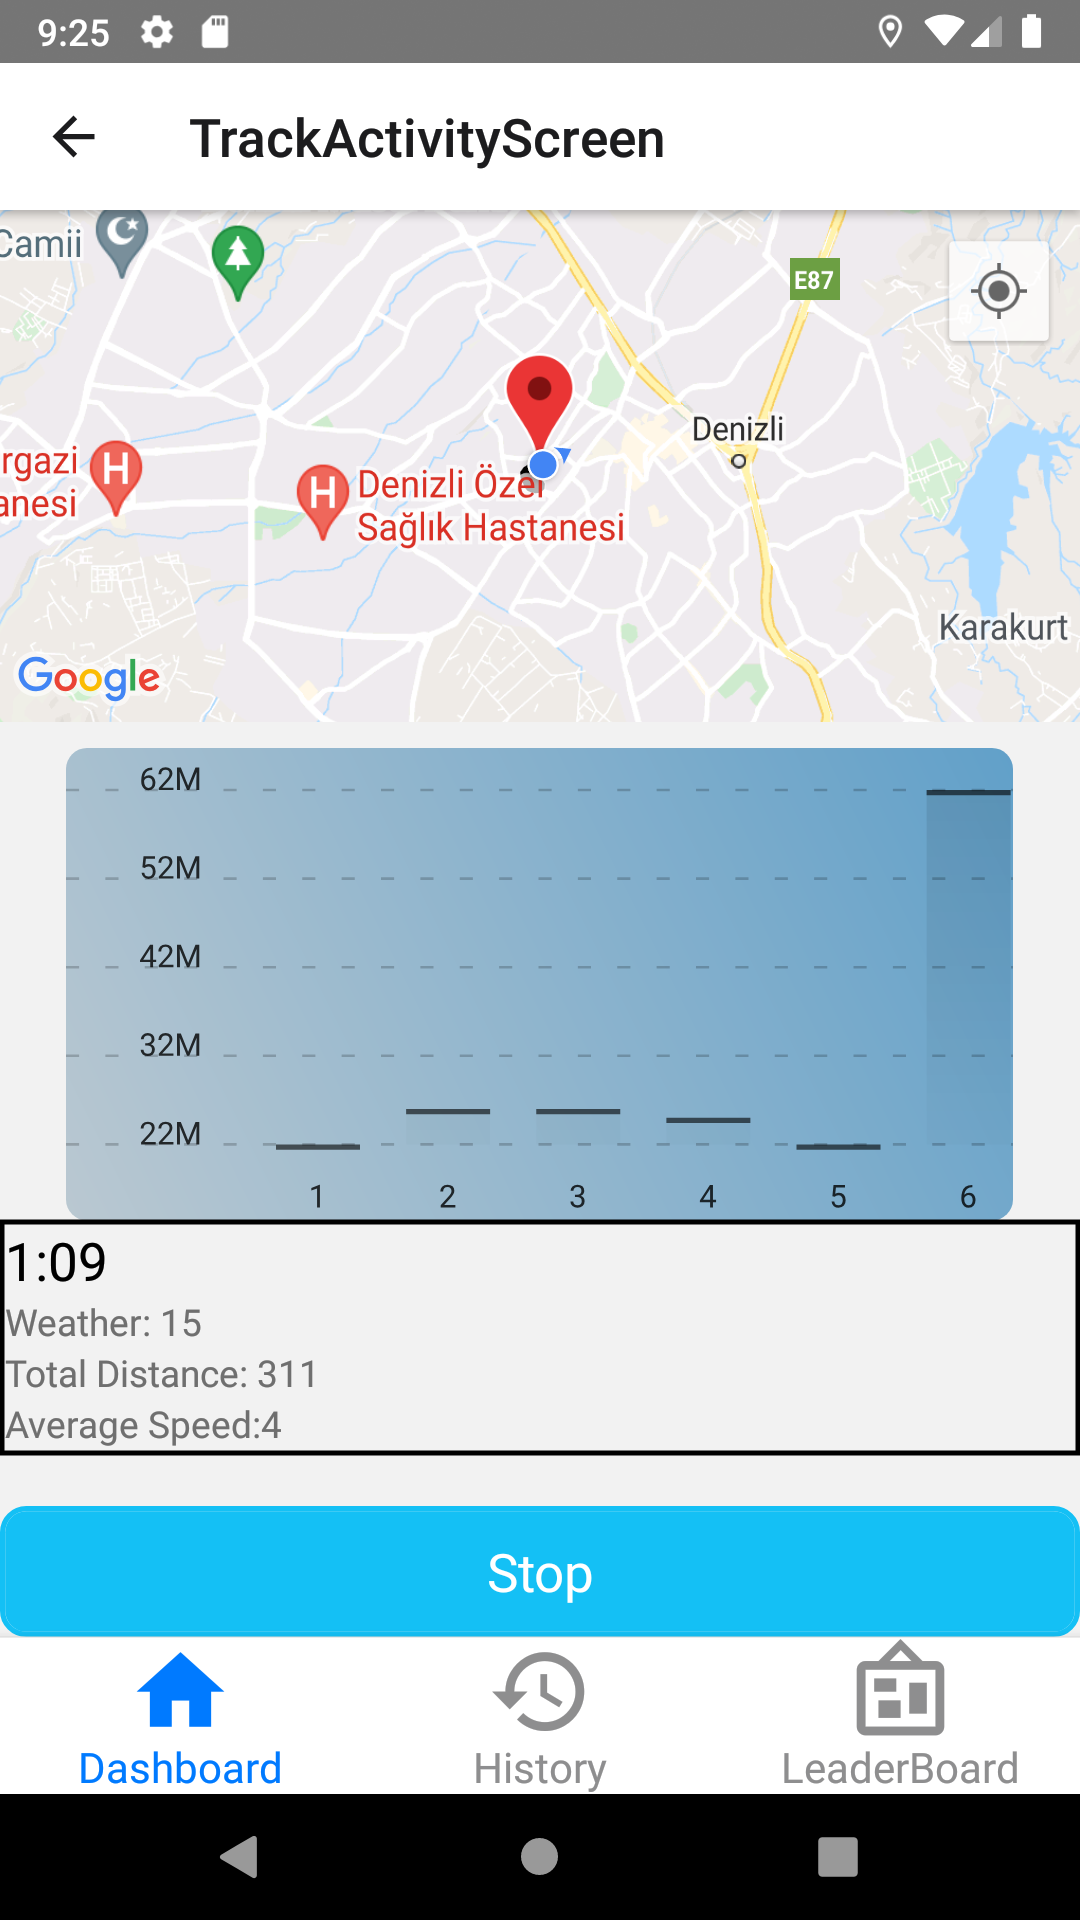 9:25
TrackActivityScreen
Camii
E87
Denizli
rgazi
anesi
H
H
Denizli Özel
Sağlık Hastanesi
Karakurt
Google
62M
52M
42M
32M
22M
1 2 3 4 5 6
1:09
Weather: 15
Total Distance: 311
Average Speed:4
Stop
Dashboard History LeaderBoard